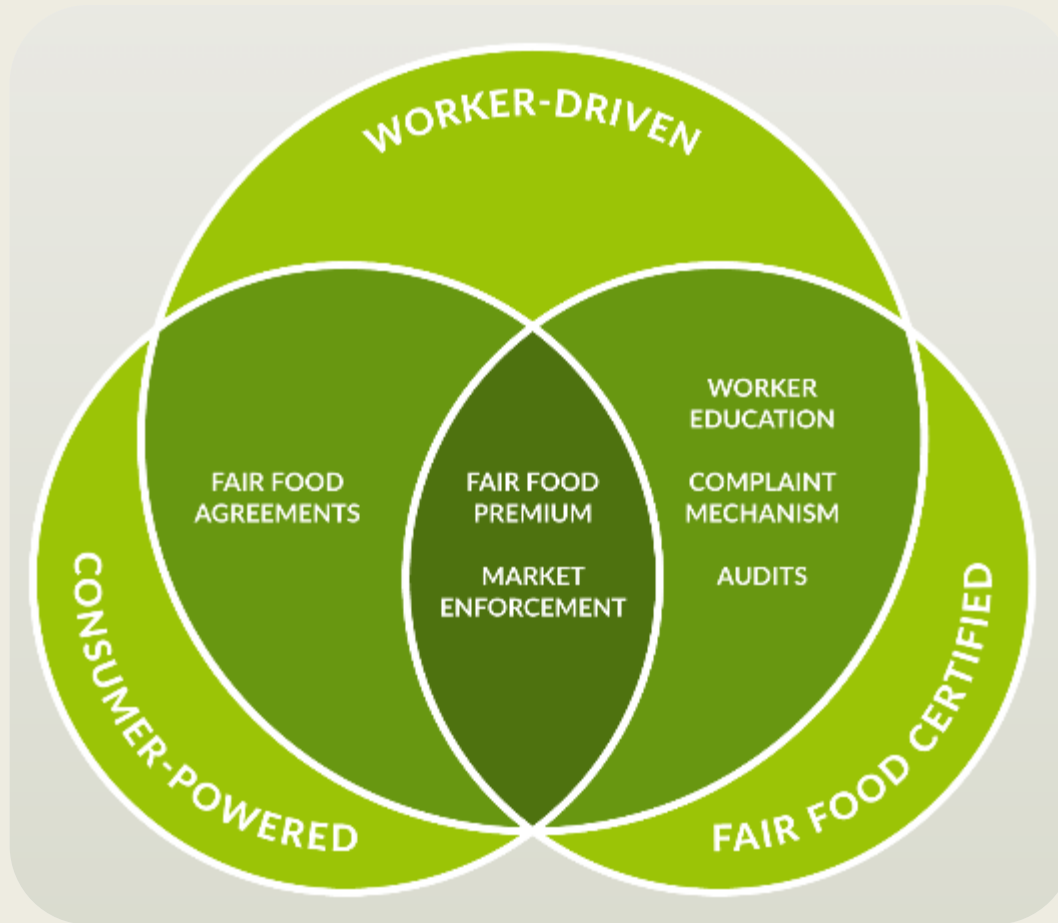 WORKER-DRIVEN
FAIR FOOD
AGREEMENTS
FAIR FOOD
PREMIUM
MARKET
ENFORCEMENT
WORKER
EDUCATION
COMPLAINT
MECHANISM
AUDITS
CONSUMER-POWERED
FAIR FOOD CERTIFIED